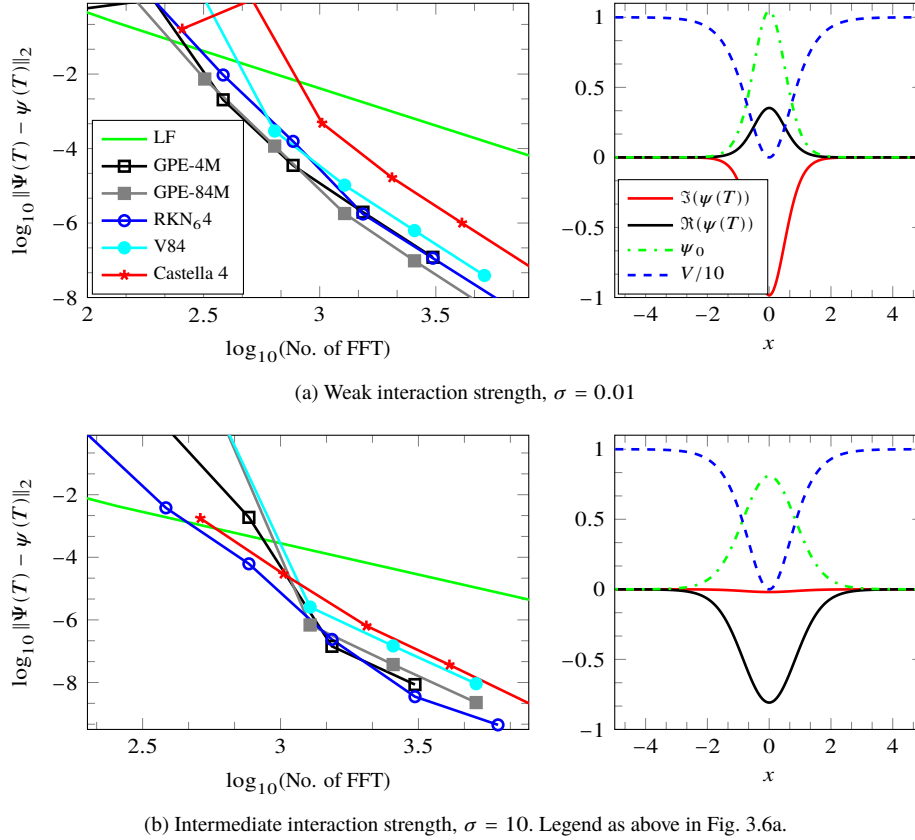 −2
−4
−6
−8
2 2.5 3 3.5
log₁₀‖Ψ(T) − ψ(T)‖₂
log₁₀(No. of FFT)
LF
GPE-4M
GPE-84M
RKN₆4
V84
Castella 4
1
0.5
0
−0.5
−1
−4 −2 0 2 4
x
ℑ(ψ(T))
ℜ(ψ(T))
ψ₀
V/10
(a) Weak interaction strength, σ = 0.01
−2
−4
−6
−8
2.5 3 3.5
log₁₀‖Ψ(T) − ψ(T)‖₂
log₁₀(No. of FFT)
1
0.5
0
−0.5
−1
−4 −2 0 2 4
x
(b) Intermediate interaction strength, σ = 10. Legend as above in Fig. 3.6a.